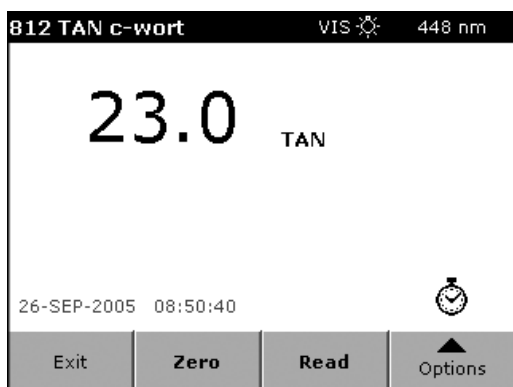 812 TAN c-wort VIS 448 nm
23.0 TAN
26-SEP-2005 08:50:40
Exit Zero Read Options